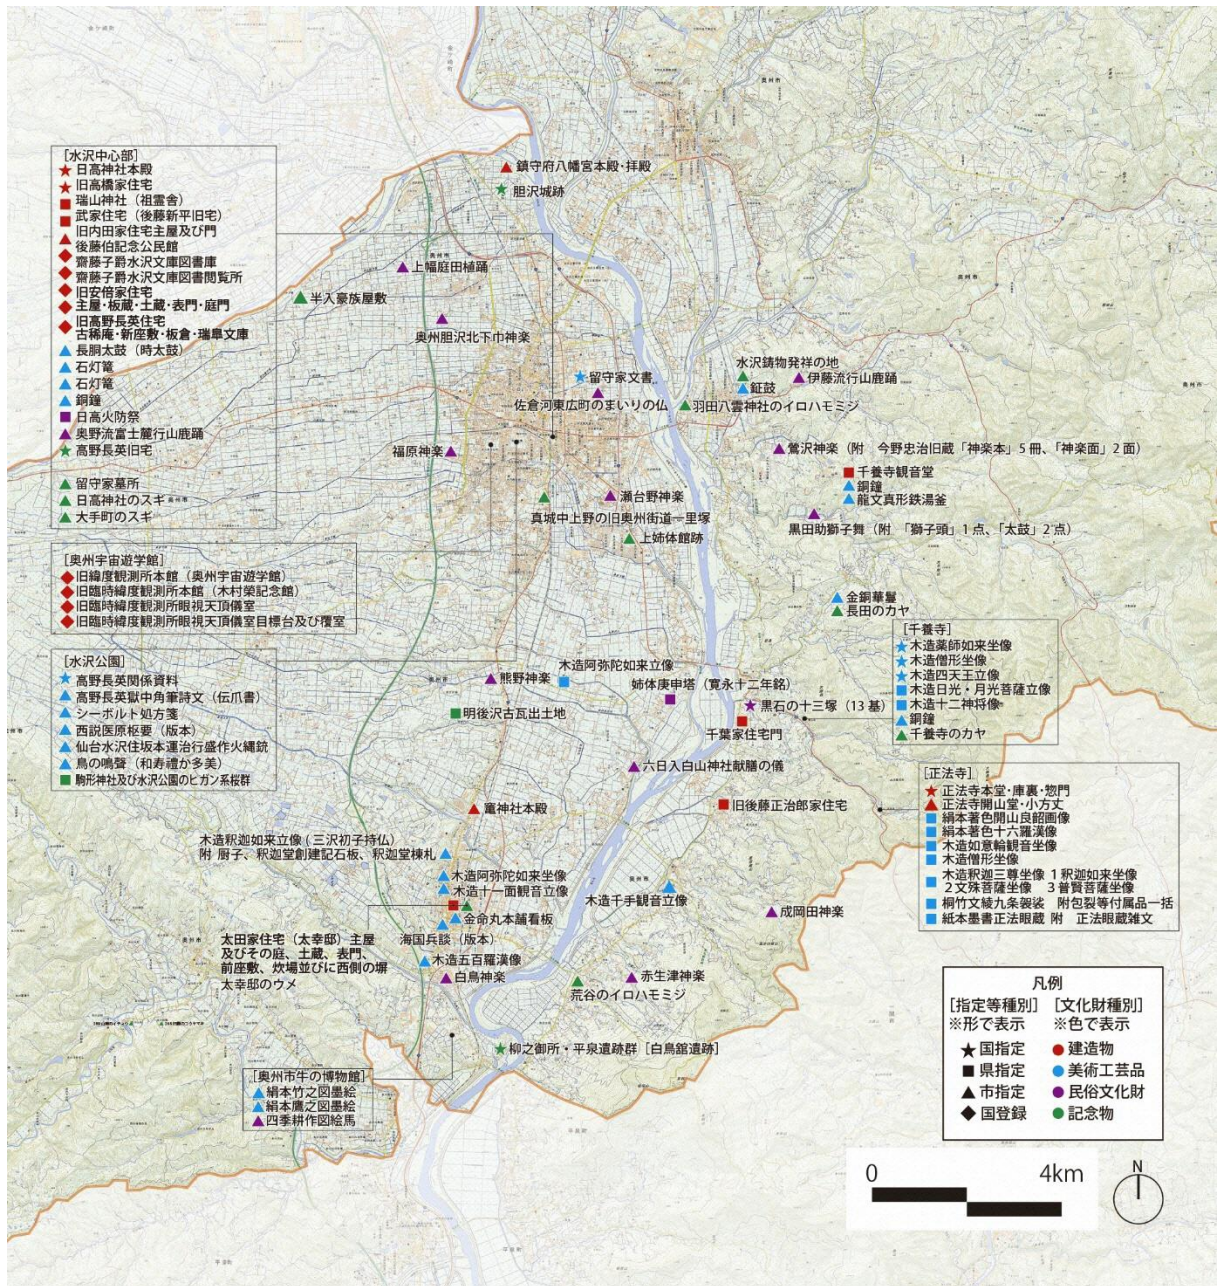 [水沢中心部]
日高神社本殿
旧高橋家住宅
瑞山神社（祖霊舎）
武家住宅（後藤新平旧宅）
旧内田家住宅主屋及び門
後藤伯記念公民館
齋藤子爵水沢文庫図書庫
齋藤子爵水沢文庫図書閲覧所
旧安倍家住宅
主屋・板蔵・土蔵・表門・庭門
旧高野長英住宅
古稀庵・新座敷・板倉・瑞皐文庫
長胴太鼓（時太鼓）
石灯篭
石灯篭
銅鐘
日高火防祭
奥野流富士麓行山鹿踊
高野長英旧宅
留守家墓所
日高神社のスギ
大手町のスギ
[奥州宇宙遊学館]
旧緯度観測所本館（奥州宇宙遊学館）
旧臨時緯度観測所本館（木村榮記念館）
旧臨時緯度観測所眼視天頂儀室
旧臨時緯度観測所眼視天頂儀室目標台及び覆室
[水沢公園]
高野長英関係資料
高野長英獄中角筆詩文（伝爪書）
シーボルト処方箋
西説医原枢要（版本）
仙台水沢住坂本運治行盛作火縄銃
鳥の鳴聲（和寿禮か多美）
駒形神社及び水沢公園のヒガン系桜群
鎮守府八幡宮本殿・拝殿
胆沢城跡
上幅庭田植踊
半入豪族屋敷
奥州胆沢北下巾神楽
留守家文書
佐倉河東広町のまいりの仏
水沢鋳物発祥の地
鉦鼓
伊藤流行山鹿踊
羽田八雲神社のイロハモミジ
福原神楽
鶯沢神楽（附　今野忠治旧蔵「神楽本」5冊、「神楽面」2面）
千養寺観音堂
銅鐘
龍文真形鉄湯釜
瀬台野神楽
真城中上野の旧奥州街道一里塚
黒田助獅子舞（附　「獅子頭」1点、「太鼓」2点）
上姉体館跡
金銅華鬘
長田のカヤ
[千養寺]
木造薬師如来坐像
木造僧形坐像
木造四天王立像
木造日光・月光菩薩立像
木造十二神将像
銅鐘
千養寺のカヤ
木造阿弥陀如来立像
熊野神楽
姉体庚申塔（寛永十二年銘）
明後沢古瓦出土地
黒石の十三塚（13基）
千葉家住宅門
六日入白山神社献膳の儀
[正法寺]
正法寺本堂・庫裏・惣門
正法寺開山堂・小方丈
絹本著色開山良韶画像
絹本著色十六羅漢像
木造如意輪観音坐像
木造僧形坐像
木造釈迦三尊坐像　1釈迦如来坐像
2文殊菩薩坐像　3普賢菩薩坐像
桐竹文綾九条袈裟　附包裂等付属品一括
紙本墨書正法眼蔵　附　正法眼蔵雑文
旧後藤正治郎家住宅
竃神社本殿
木造釈迦如来立像（三沢初子持仏）
附 厨子、釈迦堂創建記石板、釈迦堂棟札
木造阿弥陀如来坐像
木造十一面観音立像
木造千手観音立像
金命丸本舗看板
海国兵談（版本）
成岡田神楽
太田家住宅（太幸邸）主屋
及びその庭、土蔵、表門、
前座敷、炊場並びに西側の塀
太幸邸のウメ
木造五百羅漢像
白鳥神楽
赤生津神楽
荒谷のイロハモミジ
柳之御所・平泉遺跡群［白鳥舘遺跡］
[奥州市牛の博物館]
絹本竹之図墨絵
絹本鷹之図墨絵
四季耕作図絵馬
凡例
［指定等種別］
※形で表示
国指定
県指定
市指定
国登録
［文化財種別］
※色で表示
建造物
美術工芸品
民俗文化財
記念物
0　4km
N